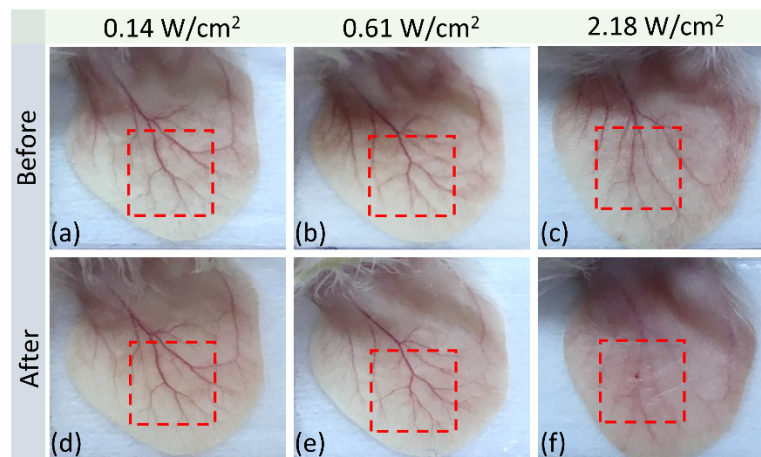 0.14 W/cm² 0.61 W/cm² 2.18 W/cm²
Before
(a) (b) (c)
After
(d) (e) (f)